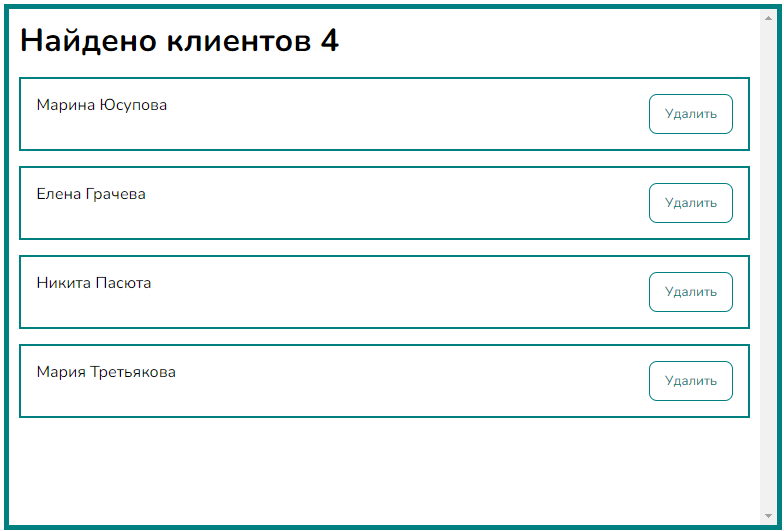 Найдено клиентов 4
Марина Юсупова
Удалить
Елена Грачева
Удалить
Никита Пасюта
Удалить
Мария Третьякова
Удалить